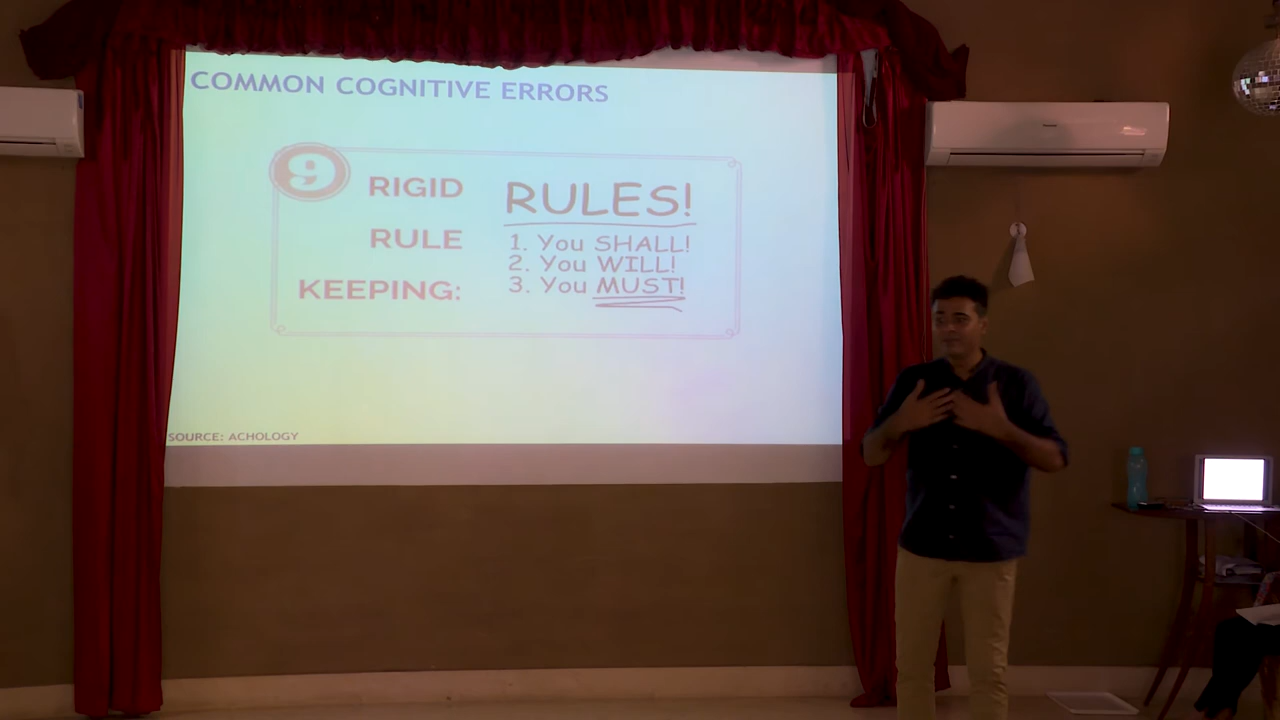 COMMON COGNITIVE ERRORS
9
RIGID
RULE
KEEPING:
RULES!
1. You SHALL!
2. You WILL!
3. You MUST!
SOURCE: ACHOLOGY